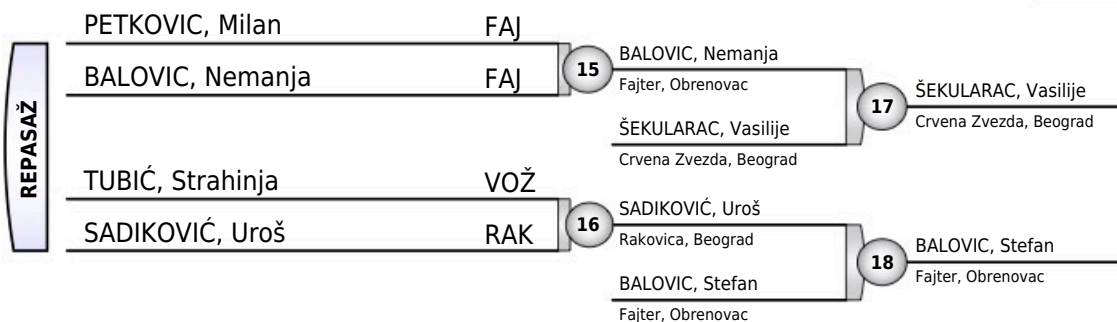 REPASAŽ
PETKOVIC, Milan FAJ
BALOVIC, Nemanja FAJ
15
BALOVIC, Nemanja
Fajter, Obrenovac
ŠEKULARAC, Vasilije
Crvena Zvezda, Beograd
17
ŠEKULARAC, Vasilije
Crvena Zvezda, Beograd
TUBIĆ, Strahinja VOŽ
SADIKOVIĆ, Uroš RAK
16
SADIKOVIĆ, Uroš
Rakovica, Beograd
BALOVIC, Stefan
Fajter, Obrenovac
18
BALOVIC, Stefan
Fajter, Obrenovac